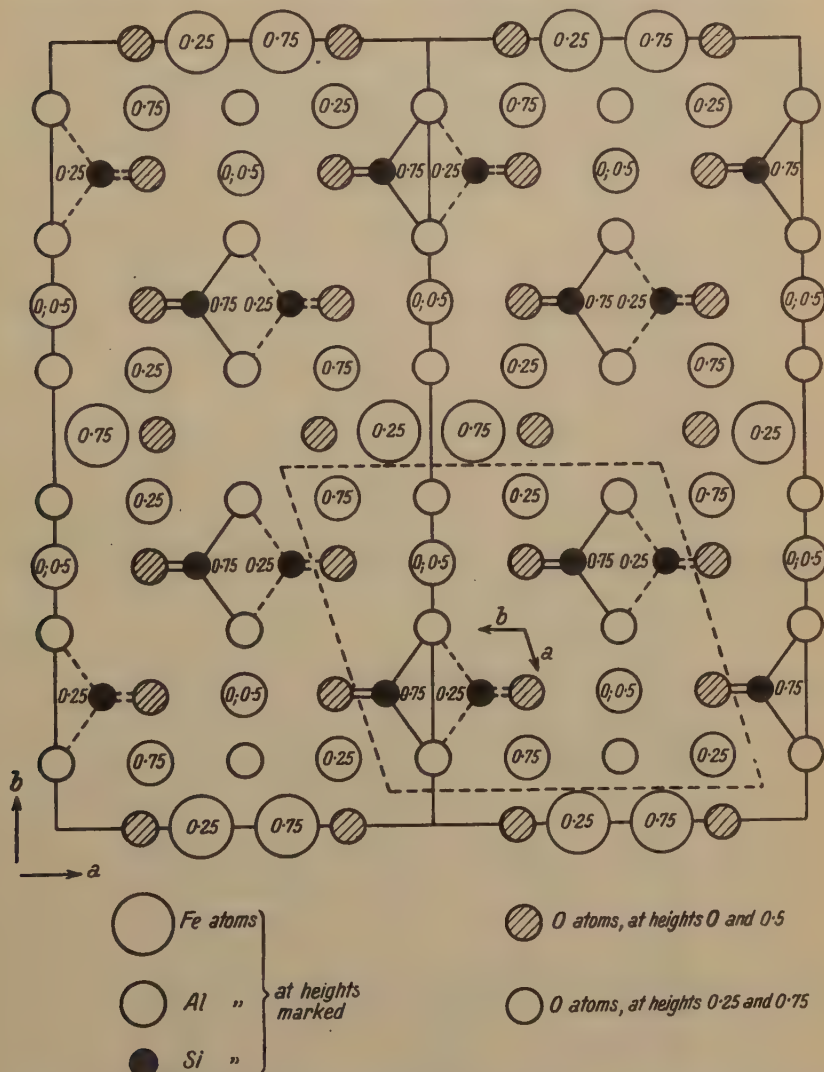 0·25 0·75 0·25 0·75
0·75 0·25 0·75 0·25
0·25 0;0·5 0·75 0·25 0;0·5 0·75
0;0·5 0·75 0·25 0;0·5 0·75 0·25 0;0·5
0·25 0·75 0·25 0·75
0·75 0·25 0·75 0·25
0·25 0·75 0·25 0·75
0;0·5 0·75 0·25 0;0·5 0·75 0·25 0;0·5
b
a
0·25 0;0·5 0·75 0·25 0;0·5 0·75
0·75 0·25 0·75 0·25
b
0·25 0·75 0·25 0·75
a
Fe atoms
Al „
Si „
at heights
marked
O atoms, at heights 0 and 0·5
O atoms, at heights 0·25 and 0·75